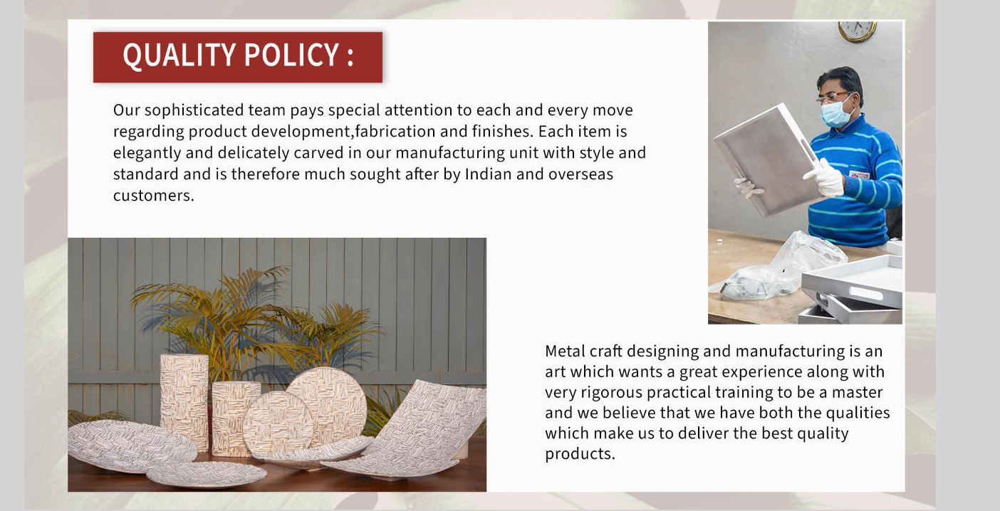 QUALITY POLICY :
Our sophisticated team pays special attention to each and every move
regarding product development,fabrication and finishes. Each item is
elegantly and delicately carved in our manufacturing unit with style and
standard and is therefore much sought after by Indian and overseas
customers.
Metal craft designing and manufacturing is an
art which wants a great experience along with
very rigorous practical training to be a master
and we believe that we have both the qualities
which make us to deliver the best quality
products.